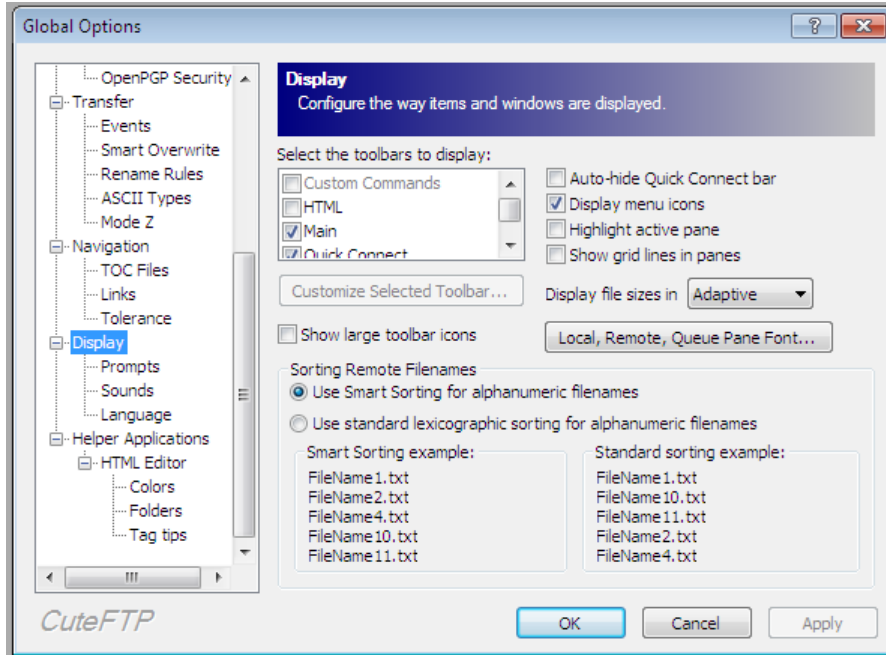 Global Options
OpenPGP Security
Transfer
Events
Smart Overwrite
Rename Rules
ASCII Types
Mode Z
Navigation
TOC Files
Links
Tolerance
Display
Prompts
Sounds
Language
Helper Applications
HTML Editor
Colors
Folders
Tag tips
CuteFTP
Display
Configure the way items and windows are displayed.
Select the toolbars to display:
Custom Commands
HTML
Main
Quick Connect
Auto-hide Quick Connect bar
Display menu icons
Highlight active pane
Show grid lines in panes
Customize Selected Toolbar...
Display file sizes in Adaptive
Show large toolbar icons
Local, Remote, Queue Pane Font...
Sorting Remote Filenames
Use Smart Sorting for alphanumeric filenames
Use standard lexicographic sorting for alphanumeric filenames
Smart Sorting example:
FileName1.txt
FileName2.txt
FileName4.txt
FileName10.txt
FileName11.txt
Standard sorting example:
FileName1.txt
FileName10.txt
FileName11.txt
FileName2.txt
FileName4.txt
OK
Cancel
Apply